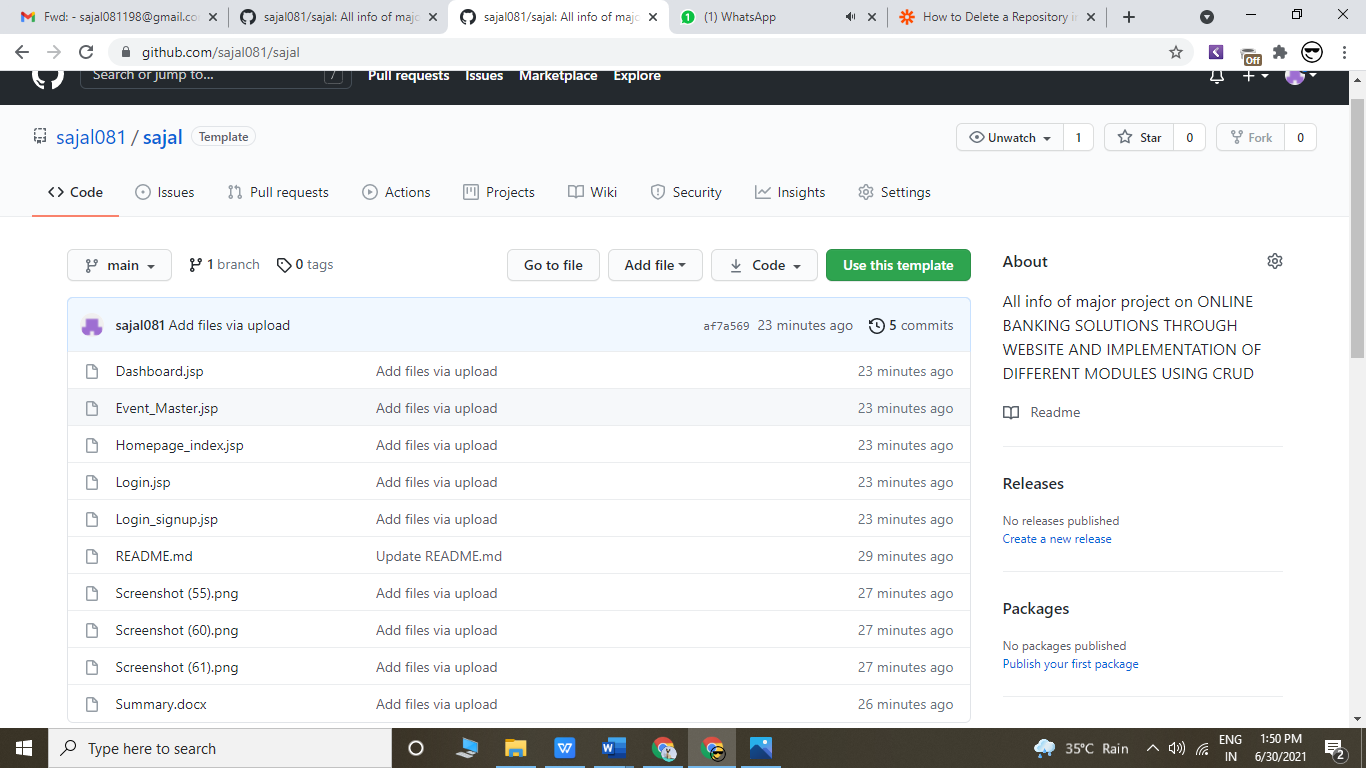 Fwd: - sajal081198@gmail.co
sajal081/sajal: All info of majo
sajal081/sajal: All info of majo
(1) WhatsApp
How to Delete a Repository i
github.com/sajal081/sajal
Off
Search or jump to...
/
Pull requests Issues Marketplace Explore
sajal081 / sajal Template
Unwatch 1 Star 0 Fork 0
Code Issues Pull requests Actions Projects Wiki Security Insights Settings
main 1 branch 0 tags Go to file Add file Code Use this template
sajal081 Add files via upload af7a569 23 minutes ago 5 commits
Dashboard.jsp Add files via upload 23 minutes ago
Event_Master.jsp Add files via upload 23 minutes ago
Homepage_index.jsp Add files via upload 23 minutes ago
Login.jsp Add files via upload 23 minutes ago
Login_signup.jsp Add files via upload 23 minutes ago
README.md Update README.md 29 minutes ago
Screenshot (55).png Add files via upload 27 minutes ago
Screenshot (60).png Add files via upload 27 minutes ago
Screenshot (61).png Add files via upload 27 minutes ago
Summary.docx Add files via upload 26 minutes ago
About
All info of major project on ONLINE
BANKING SOLUTIONS THROUGH
WEBSITE AND IMPLEMENTATION OF
DIFFERENT MODULES USING CRUD
Readme
Releases
No releases published
Create a new release
Packages
No packages published
Publish your first package
Type here to search
35°C Rain
ENG
IN
1:50 PM
6/30/2021
2